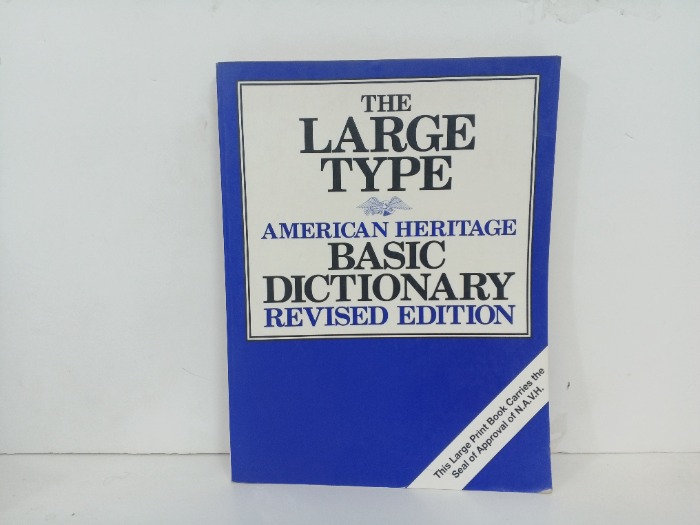 THE
LARGE
TYPE
AMERICAN HERITAGE
BASIC
DICTIONARY
REVISED EDITION
This Large Print Book Carries the
Seal of Approval of N.A.V.H.